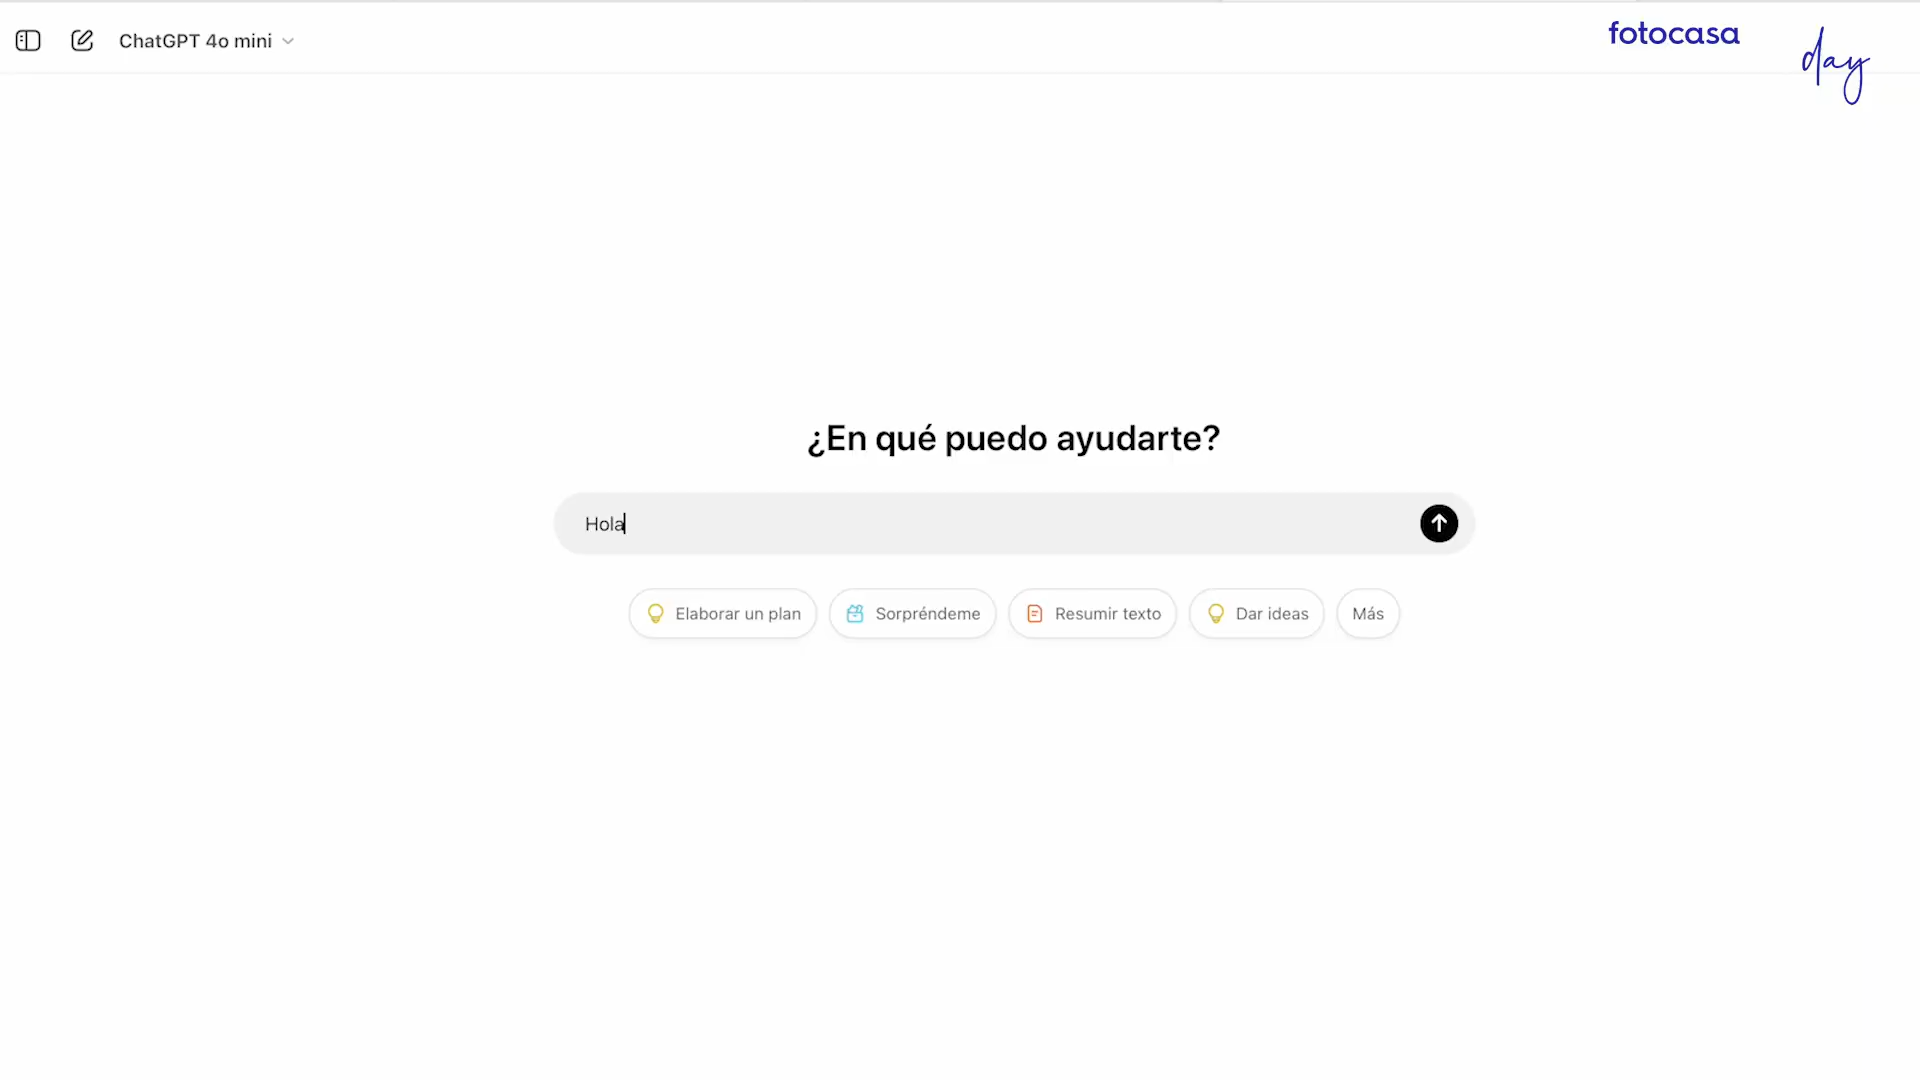 ChatGPT 4o mini
fotocasa
day
¿En qué puedo ayudarte?
Hola
Elaborar un plan
Sorpréndeme
Resumir texto
Dar ideas
Más